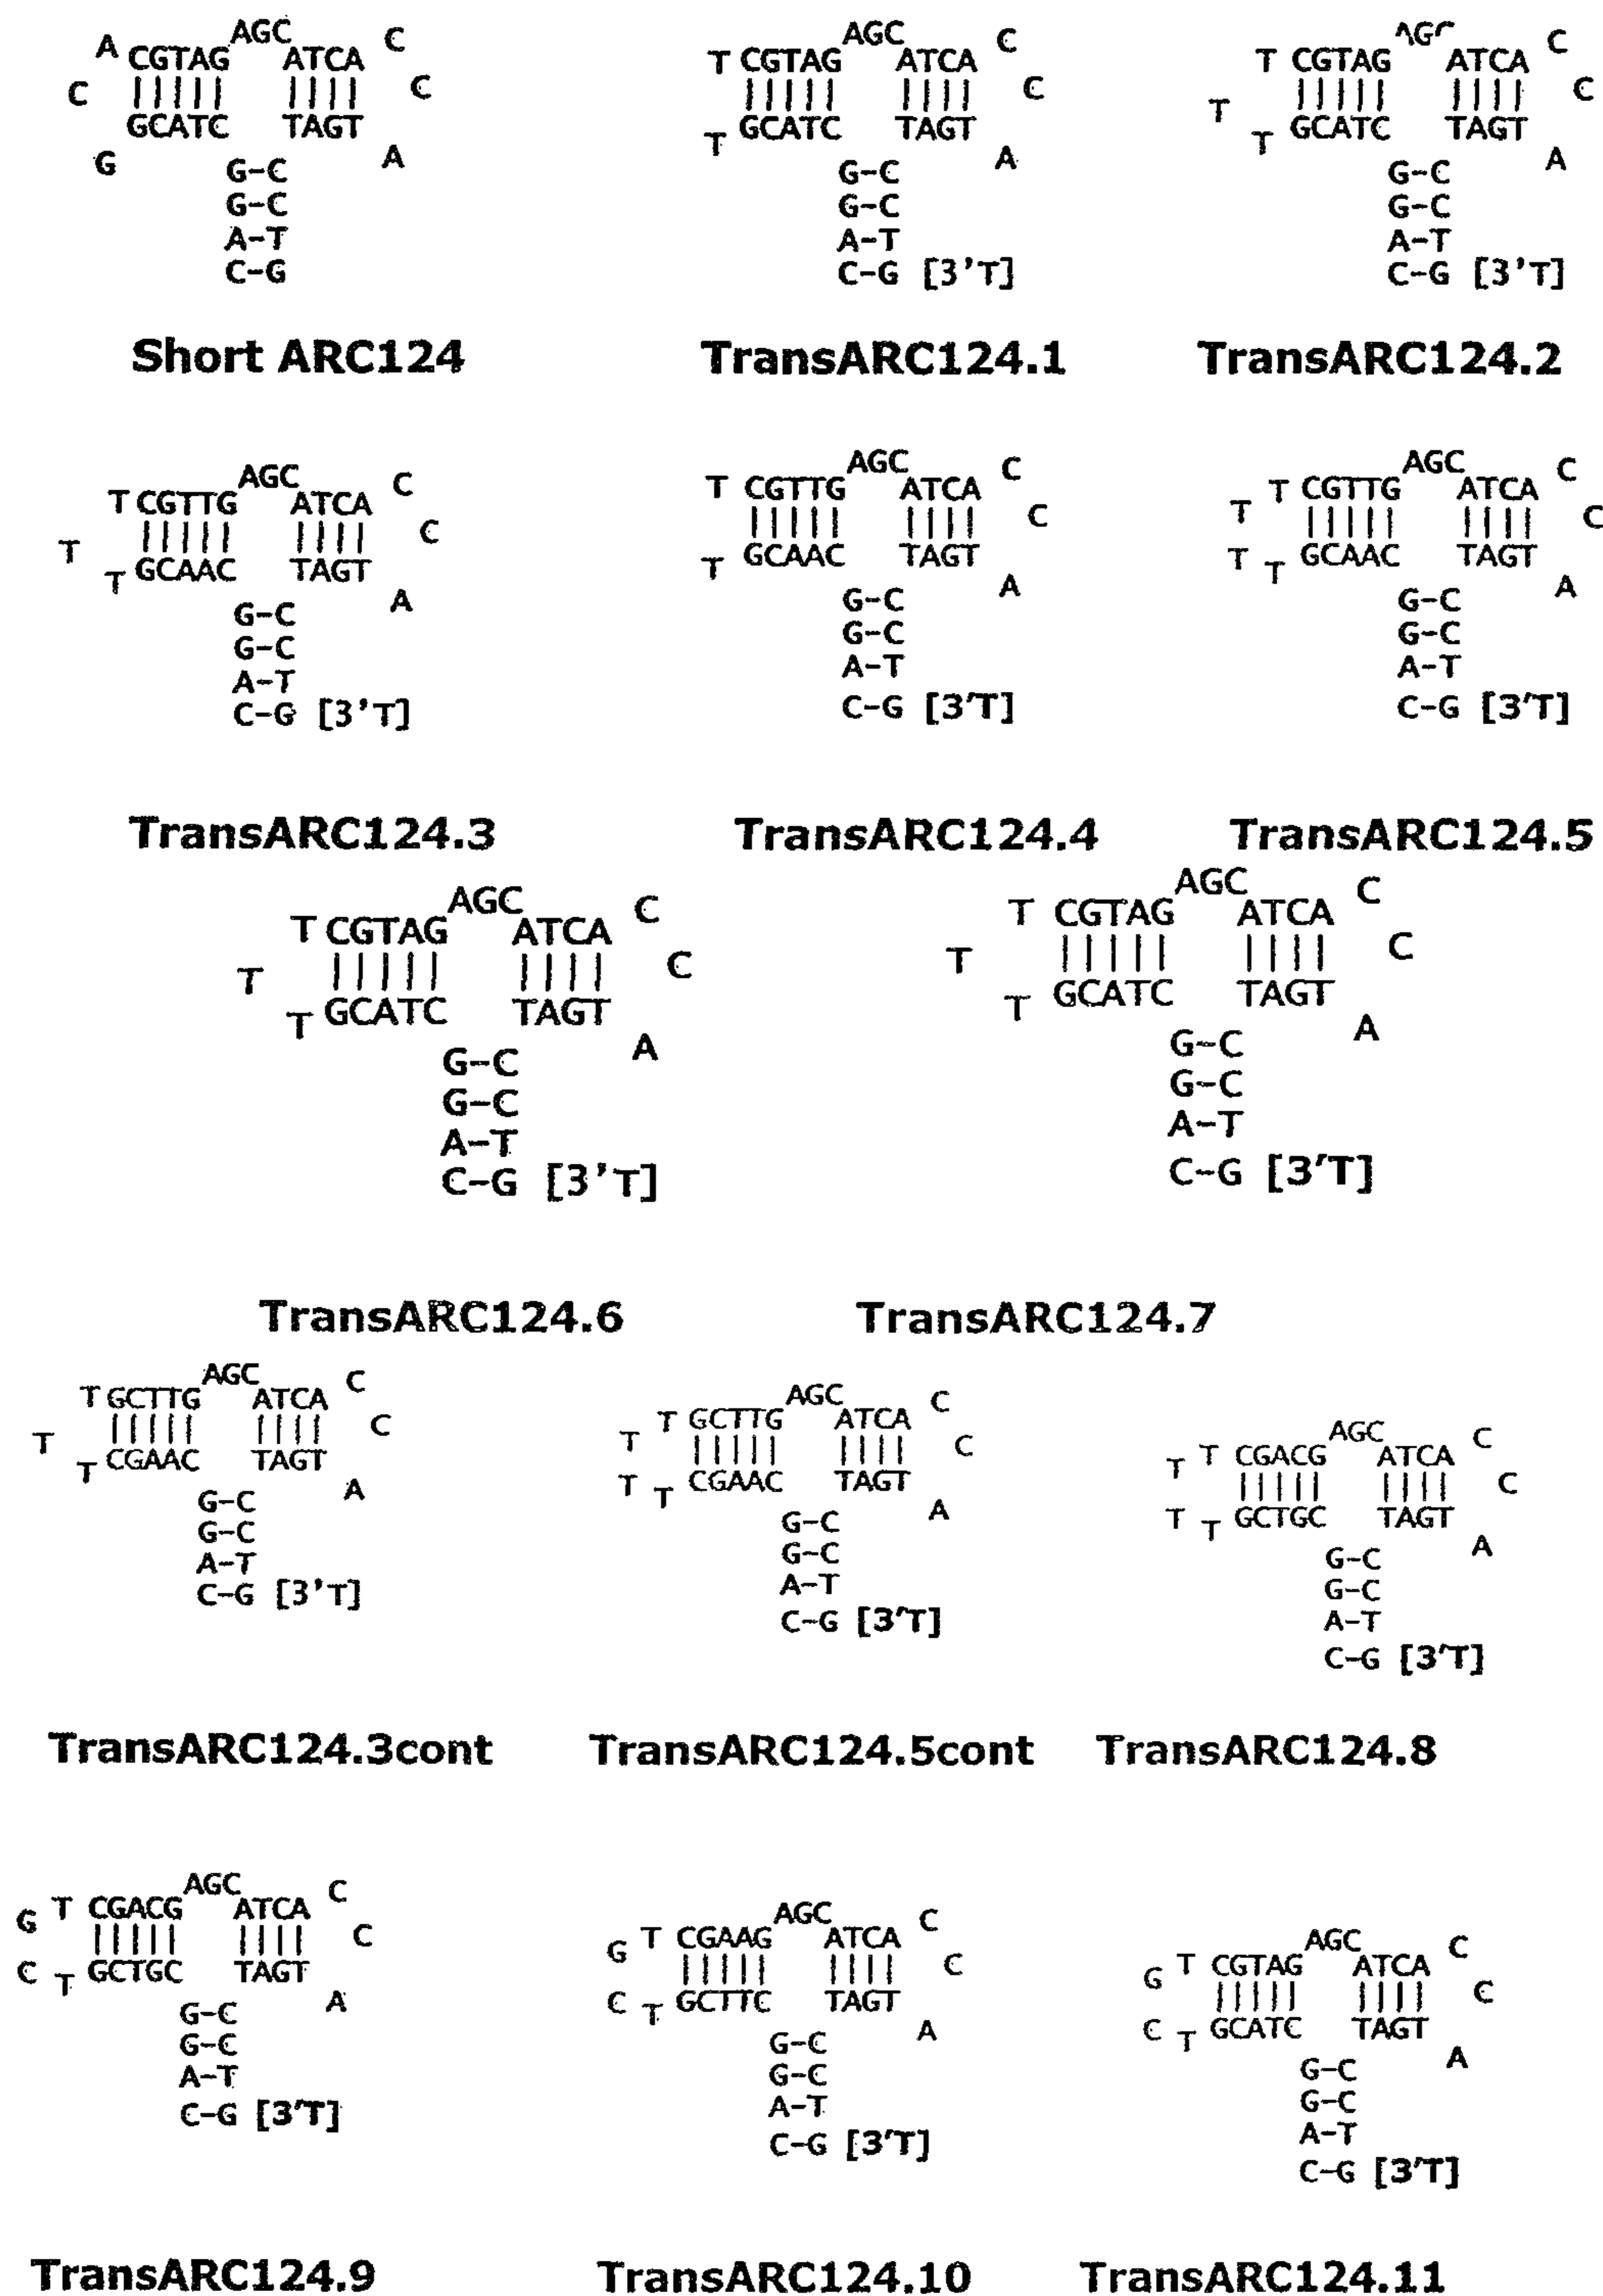 AGC AGC
A CGTAG ATCA C T CGTAG ATCA C T CGTAG ATCA C
C C C T C
GCATC TAGT T GCATC TAGT T GCATC TAGT
G G-C A G-C A G-C A
G-C G-C G-C
A-T A-T A-T
C-G C-G [3'T] C-G [3'T]
Short ARC124 TransARC124.1 TransARC124.2
AGC AGC AGC
T CGTTG ATCA C T CGTTG ATCA C T T CGTTG ATCA C
T C C C
T GCAAC TAGT T GCAAC TAGT T T GCAAC TAGT
G-C A G-C A G-C A
G-C G-C G-C
A-T A-T A-T
C-G [3'T] C-G [3'T] C-G [3'T]
TransARC124.3 TransARC124.4 TransARC124.5
AGC AGC
T CGTAG ATCA C T CGTAG ATCA C
T C T C
T GCATC TAGT T GCATC TAGT
G-C A G-C A
G-C G-C
A-T A-T
C-G [3'T] C-G [3'T]
TransARC124.6 TransARC124.7
AGC AGC AGC
T GCTTG ATCA C T T GCTTG ATCA C T T CGACG ATCA C
T C C C
T CGAAC TAGT T T CGAAC TAGT T T GCTGC TAGT
G-C A G-C A G-C A
G-C G-C G-C
A-T A-T A-T
C-G [3'T] C-G [3'T] C-G [3'T]
TransARC124.3cont TransARC124.5cont TransARC124.8
AGC AGC AGC
G T CGACG ATCA C G T CGAAG ATCA C G T CGTAG ATCA C
C C C
C T GCTGC TAGT C T GCTTC TAGT C T GCATC TAGT
G-C A G-C A G-C A
G-C G-C G-C
A-T A-T A-T
C-G [3'T] C-G [3'T] C-G [3'T]
TransARC124.9 TransARC124.10 TransARC124.11